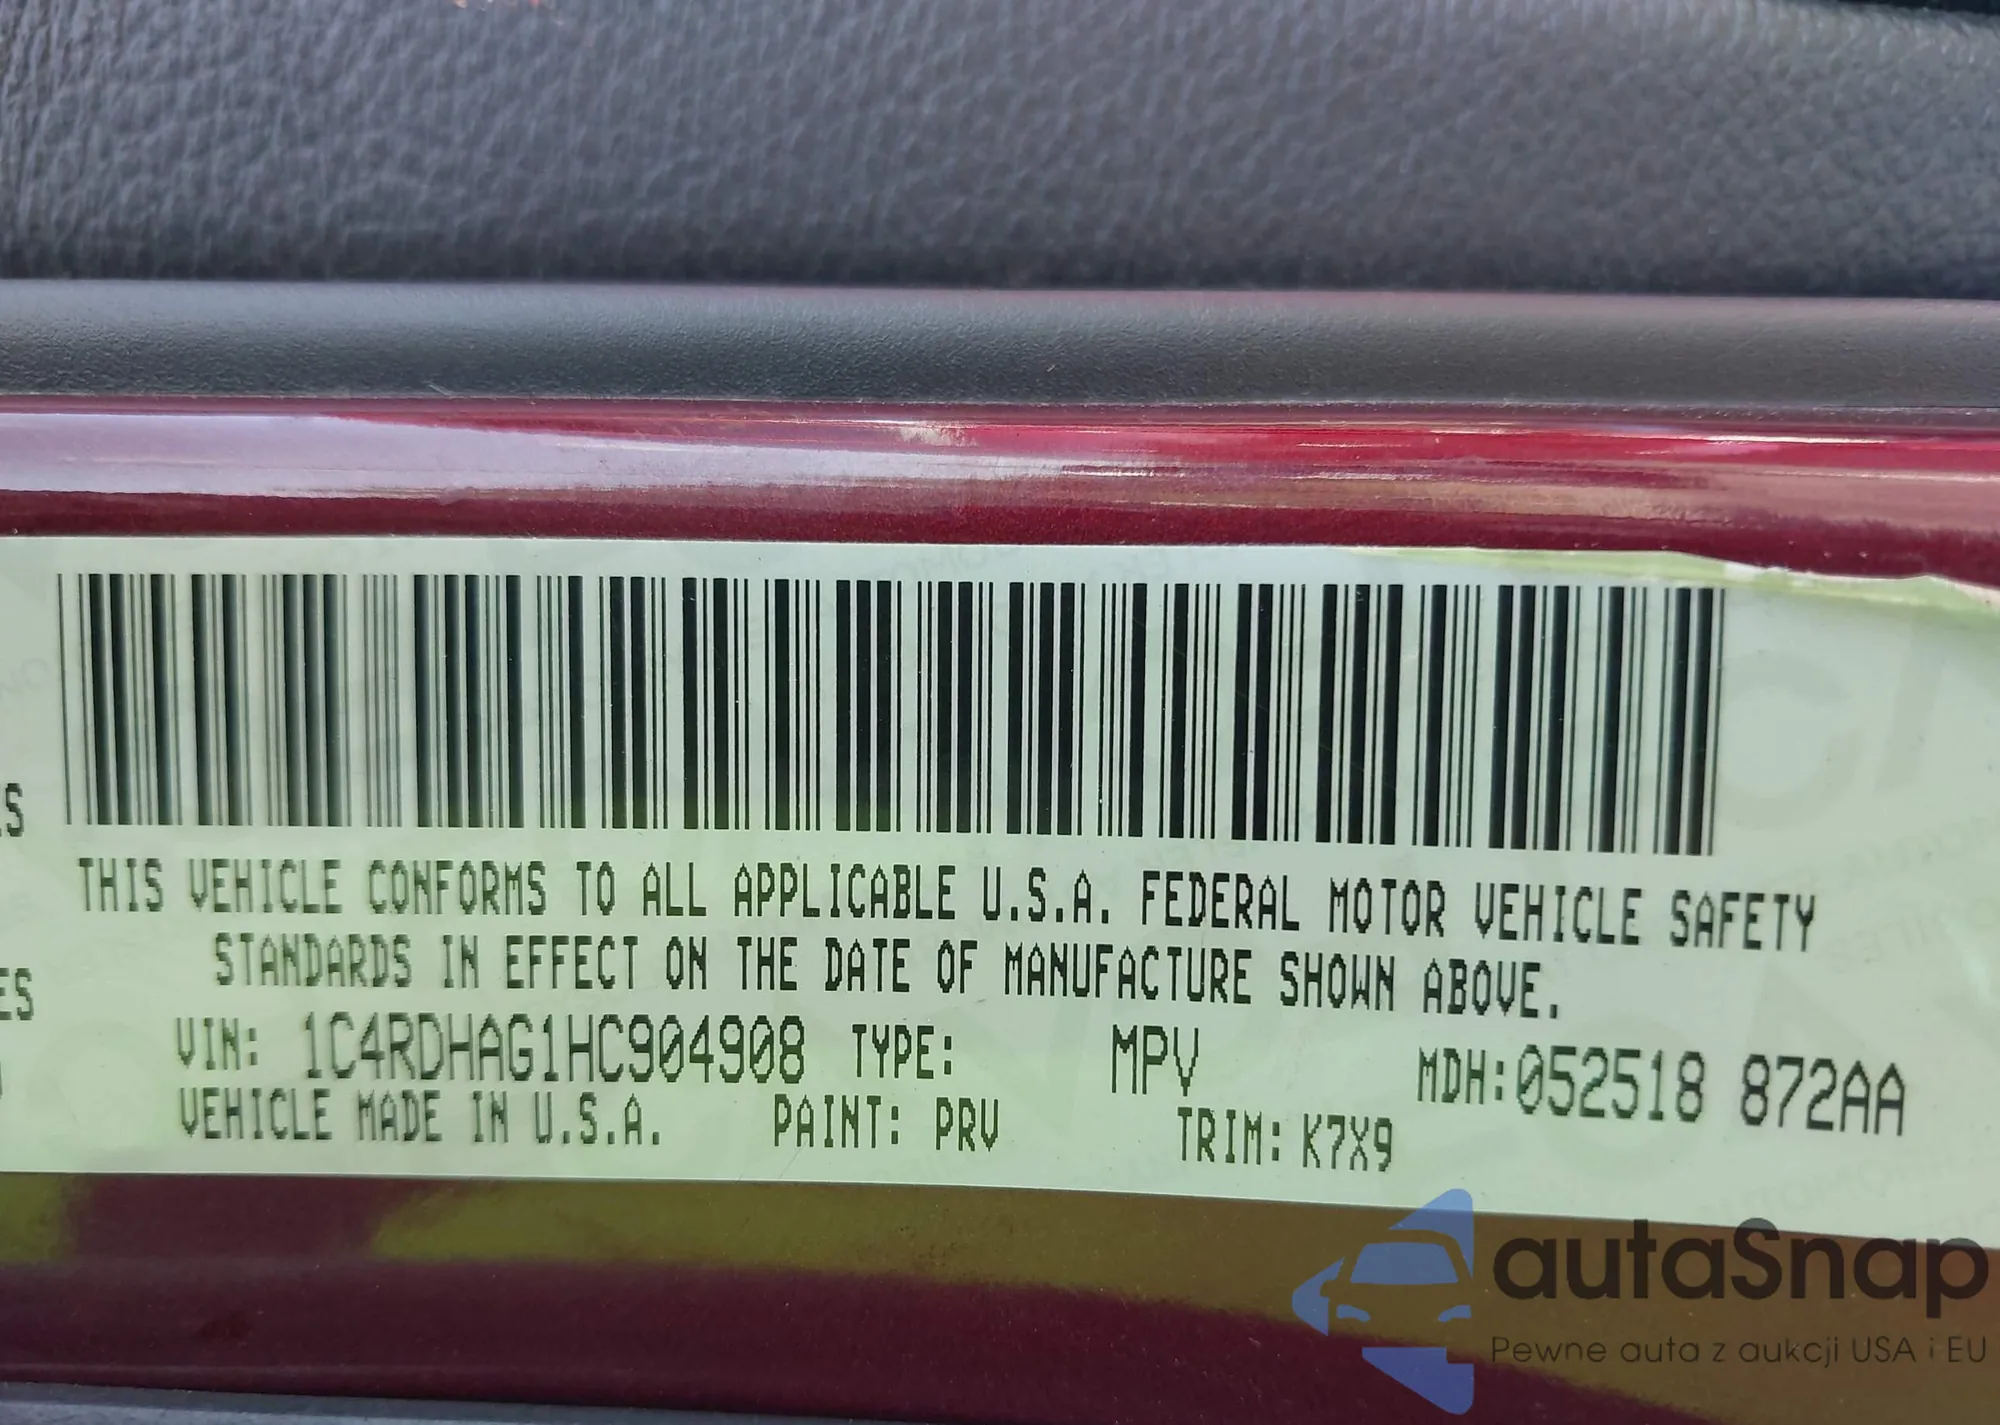 THIS VEHICLE CONFORMS TO ALL APPLICABLE U.S.A. FEDERAL MOTOR VEHICLE SAFETY
STANDARDS IN EFFECT ON THE DATE OF MANUFACTURE SHOWN ABOVE.
VIN: 1C4RDHAG1HC904908 TYPE: MPV MDH:052518 872AA
VEHICLE MADE IN U.S.A. PAINT: PRV TRIM: K7X9
autaSnap
Pewne auta z aukcji USA i EU